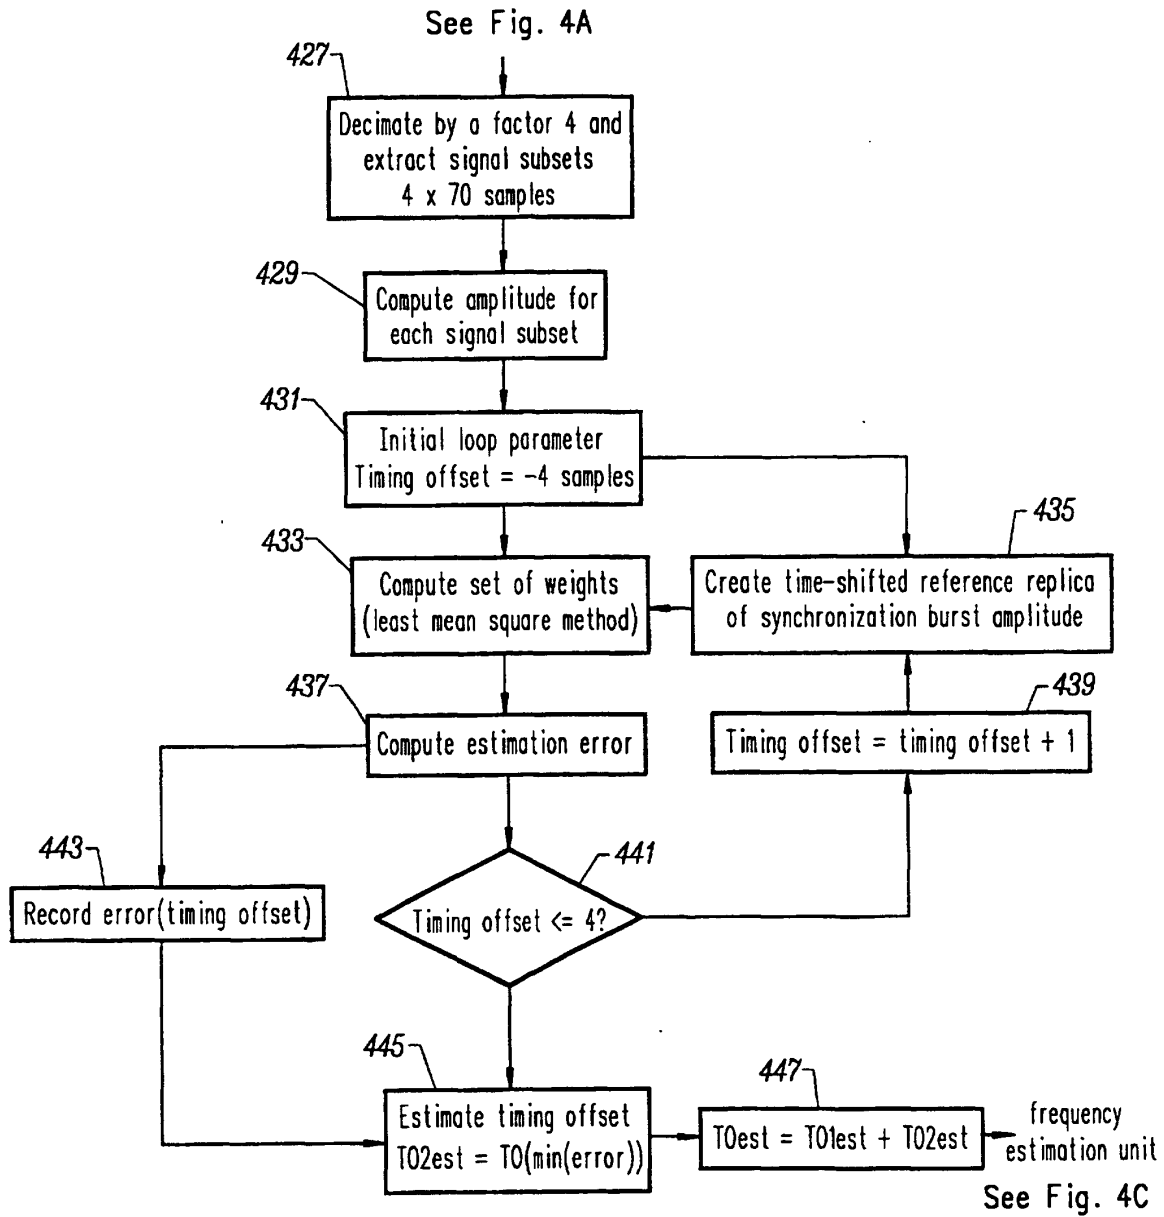 See Fig. 4A
427
Decimate by a factor 4 and
extract signal subsets
4 x 70 samples
429
Compute amplitude for
each signal subset
431
Initial loop parameter
Timing offset = -4 samples
433
Compute set of weights
(least mean square method)
435
Create time-shifted reference replica
of synchronization burst amplitude
437
Compute estimation error
439
Timing offset = timing offset + 1
443
Record error(timing offset)
441
Timing offset <= 4?
445
Estimate timing offset
TO2est = TO(min(error))
447
TOest = TO1est + TO2est
frequency
estimation unit
See Fig. 4C